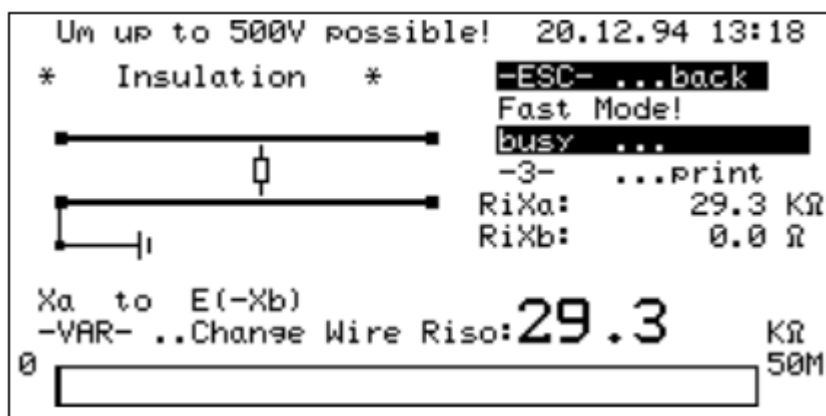 Um up to 500V possible! 20.12.94 13:18
* Insulation * -ESC- ...back
Fast Mode!
busy ...
-3- ...print
RiXa: 29.3 KΩ
RiXb: 0.0 Ω
Xa to E(-Xb)
-VAR- ..Change Wire Riso:29.3 KΩ
0 50M